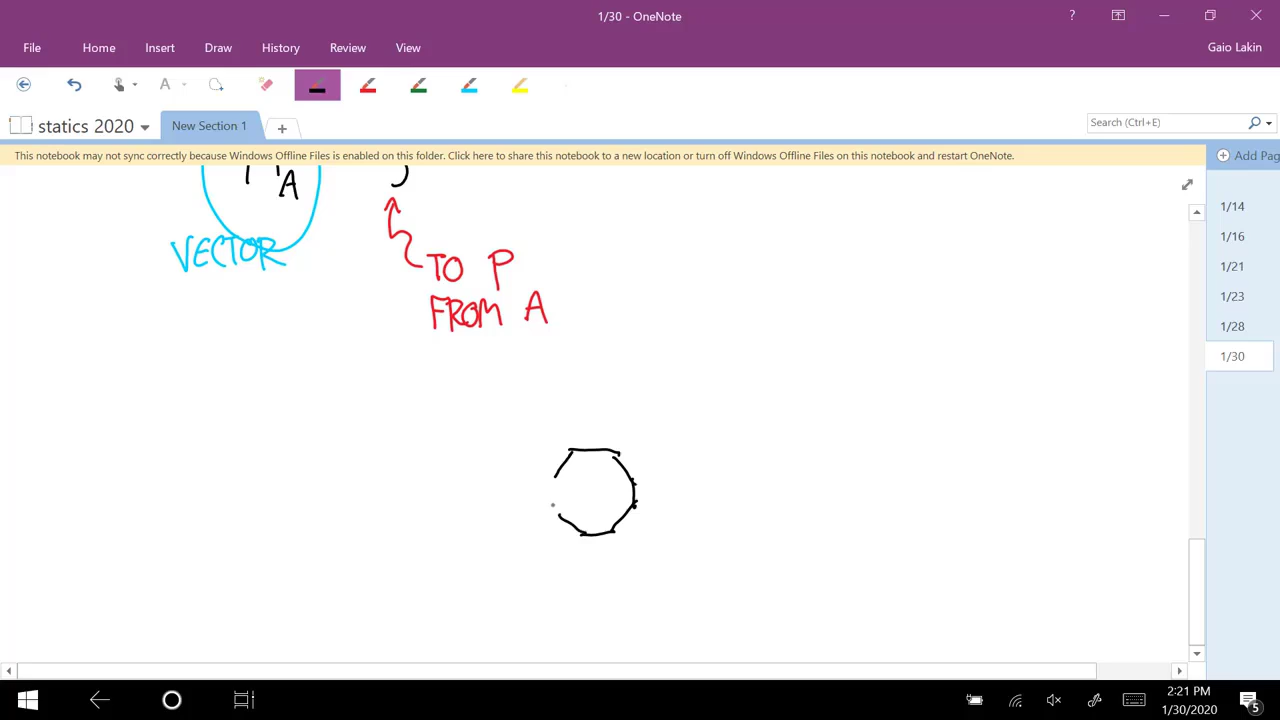 1/30 - OneNote
?
File Home Insert Draw History Review View
Gaio Lakin
A
statics 2020
New Section 1
+
Search (Ctrl+E)
This notebook may not sync correctly because Windows Offline Files is enabled on this folder. Click here to share this notebook to a new location or turn off Windows Offline Files on this notebook and restart OneNote.
Add Pag
1/14
1/16
1/21
1/23
1/28
1/30
A
VECTOR
TO P
FROM A
2:21 PM
1/30/2020
5